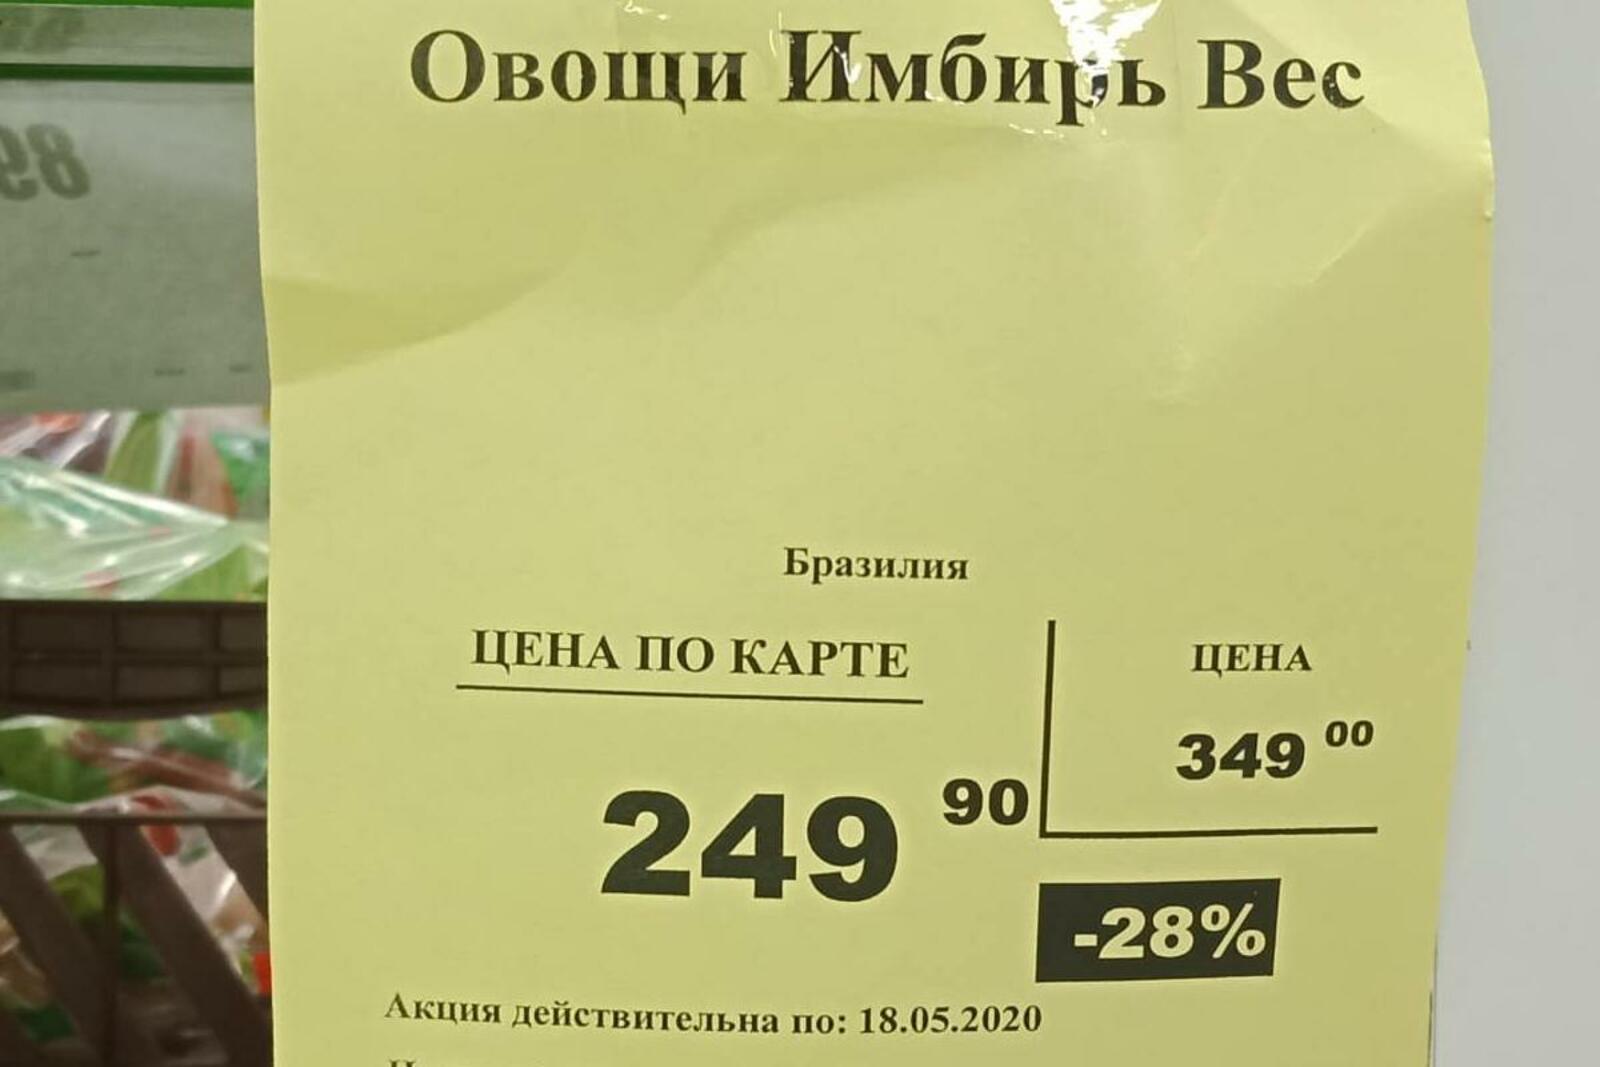 Овощи Имбирь Вес
Бразилия
ЦЕНА ПО КАРТЕ
249 90
ЦЕНА
349 00
-28%
Акция действительна по: 18.05.2020